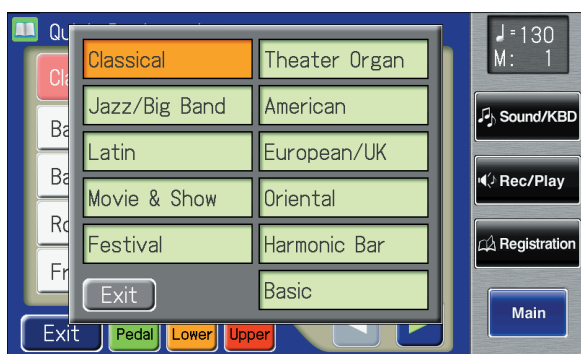 ♩=130
M: 1
Classical
Theater Organ
Jazz/Big Band
American
Latin
European/UK
Movie & Show
Oriental
Festival
Harmonic Bar
Exit
Basic
Sound/KBD
Rec/Play
Registration
Main
Exit
Pedal
Lower
Upper